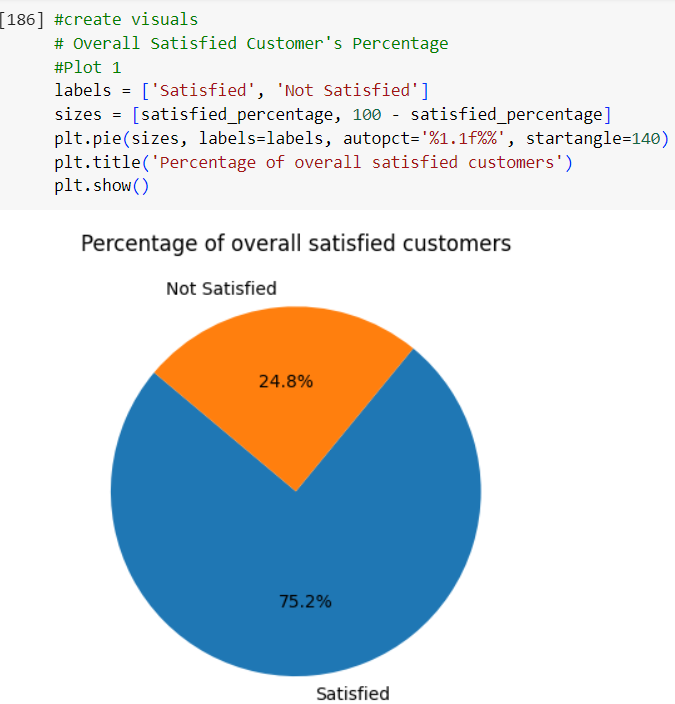 [186] #create visuals
# Overall Satisfied Customer's Percentage
#Plot 1
labels = ['Satisfied', 'Not Satisfied']
sizes = [satisfied_percentage, 100 - satisfied_percentage]
plt.pie(sizes, labels=labels, autopct='%1.1f%%', startangle=140)
plt.title('Percentage of overall satisfied customers')
plt.show()
Percentage of overall satisfied customers
Not Satisfied
24.8%
75.2%
Satisfied